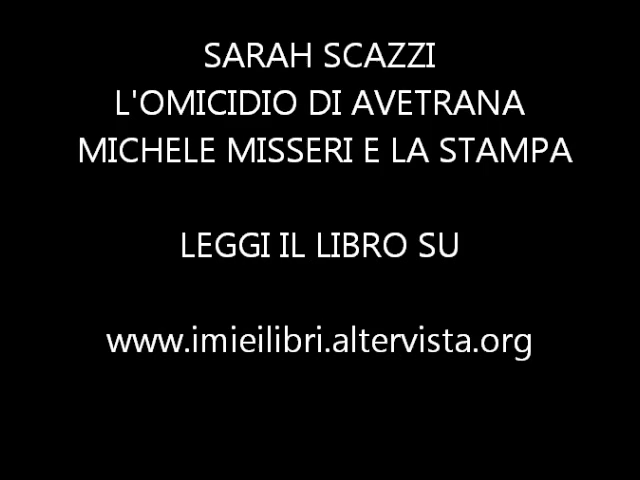 SARAH SCAZZI
L'OMICIDIO DI AVETRANA
MICHELE MISSERI E LA STAMPA
LEGGI IL LIBRO SU
www.imieilibri.altervista.org